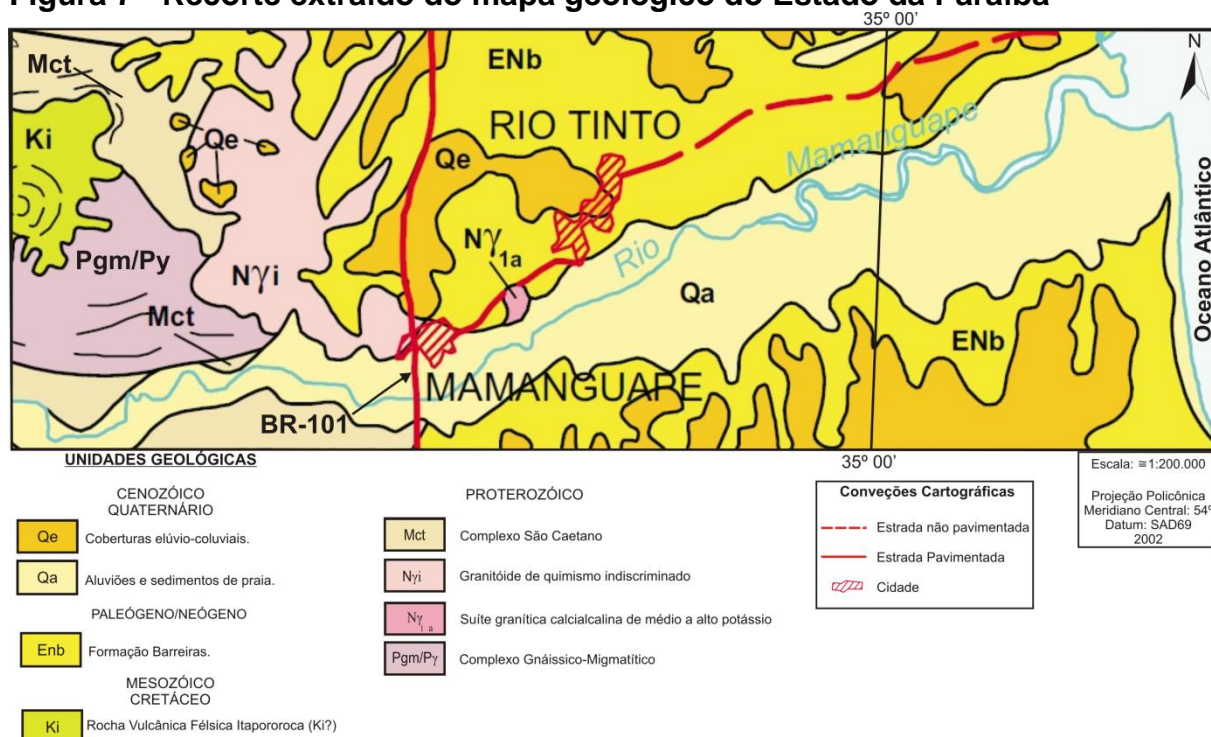 Figura 7 - Recorte extraído do mapa geológico do Estado da Paraíba
35º 00'
N
Mct
ENb
RIO TINTO
Ki
Qe
Qe
Mamanguape
Nγ1a
Rio
Oceano Atlântico
Pgm/Py
Nγi
Qa
Mct
ENb
MAMANGUAPE
BR-101
35º 00'
UNIDADES GEOLÓGICAS
CENOZÓICO
QUATERNÁRIO
Qe Coberturas elúvio-coluviais.
Qa Aluviões e sedimentos de praia.
PALEÓGENO/NEÓGENO
Enb Formação Barreiras.
MESOZÓICO
CRETÁCEO
Ki Rocha Vulcânica Félsica Itapororoca (Ki?)
PROTEROZÓICO
Mct Complexo São Caetano
Nγi Granitóide de quimismo indiscriminado
Nγ1a Suíte granítica calcialcalina de médio a alto potássio
Pgm/Pγ Complexo Gnáissico-Migmatítico
Conveções Cartográficas
Estrada não pavimentada
Estrada Pavimentada
Cidade
Escala: ≅1:200.000
Projeção Policônica
Meridiano Central: 54º
Datum: SAD69
2002